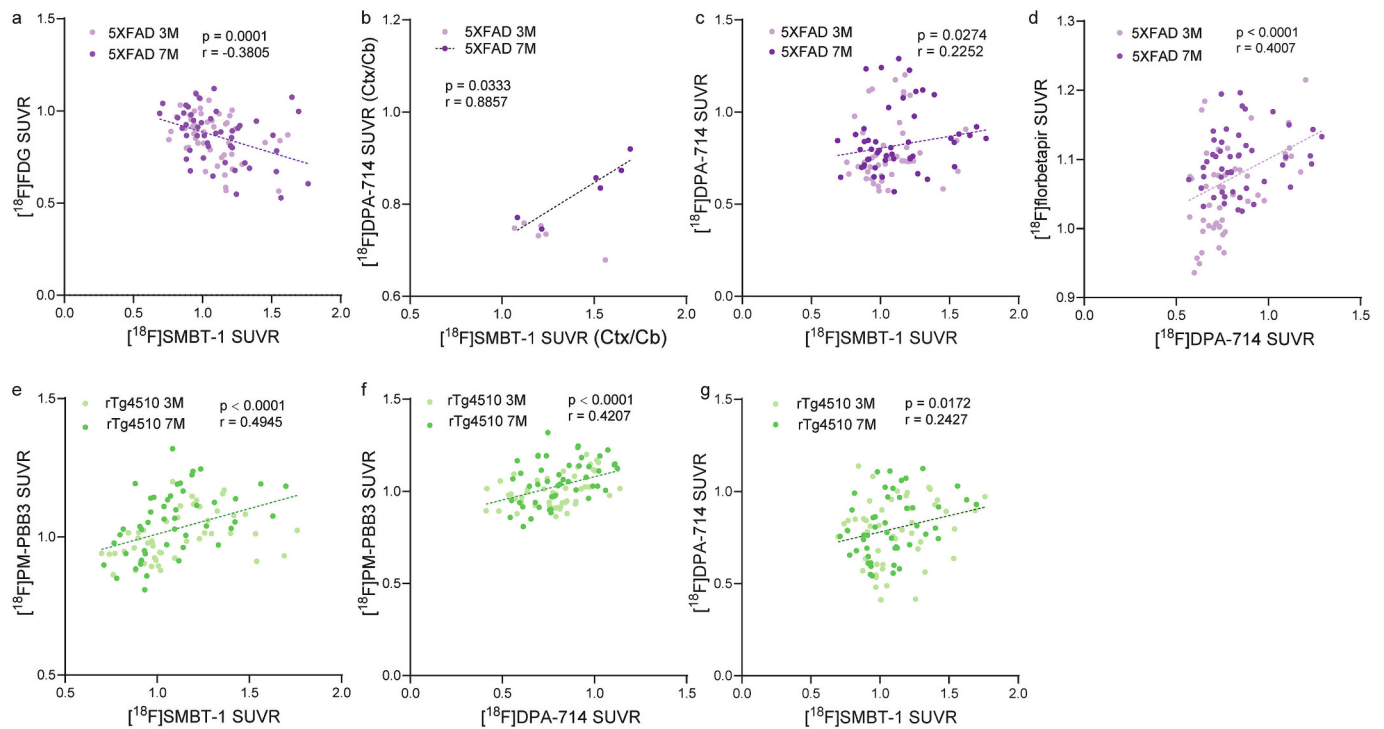 a
1.5
1.0
0.5
0.0
0.0 0.5 1.0 1.5 2.0
[¹⁸F]FDG SUVR
[¹⁸F]SMBT-1 SUVR
5XFAD 3M
5XFAD 7M
p = 0.0001
r = -0.3805
b
1.2
1.0
0.8
0.6
0.0 0.5 1.0 1.5 2.0
[¹⁸F]DPA-714 SUVR (Ctx/Cb)
[¹⁸F]SMBT-1 SUVR (Ctx/Cb)
5XFAD 3M
5XFAD 7M
p = 0.0333
r = 0.8857
c
1.5
1.0
0.5
0.0
0.0 0.5 1.0 1.5 2.0
[¹⁸F]DPA-714 SUVR
[¹⁸F]SMBT-1 SUVR
5XFAD 3M
5XFAD 7M
p = 0.0274
r = 0.2252
d
1.3
1.2
1.1
1.0
0.9
0.0 0.5 1.0 1.5
[¹⁸F]florbetapir SUVR
[¹⁸F]DPA-714 SUVR
5XFAD 3M
5XFAD 7M
p < 0.0001
r = 0.4007
e
1.5
1.0
0.5
0.5 1.0 1.5 2.0
[¹⁸F]PM-PBB3 SUVR
[¹⁸F]SMBT-1 SUVR
rTg4510 3M
rTg4510 7M
p < 0.0001
r = 0.4945
f
1.5
1.0
0.5
0.0
0.0 0.5 1.0 1.5
[¹⁸F]PM-PBB3 SUVR
[¹⁸F]DPA-714 SUVR
rTg4510 3M
rTg4510 7M
p < 0.0001
r = 0.4207
g
1.5
1.0
0.5
0.0
0.0 0.5 1.0 1.5 2.0
[¹⁸F]DPA-714 SUVR
[¹⁸F]SMBT-1 SUVR
rTg4510 3M
rTg4510 7M
p = 0.0172
r = 0.2427